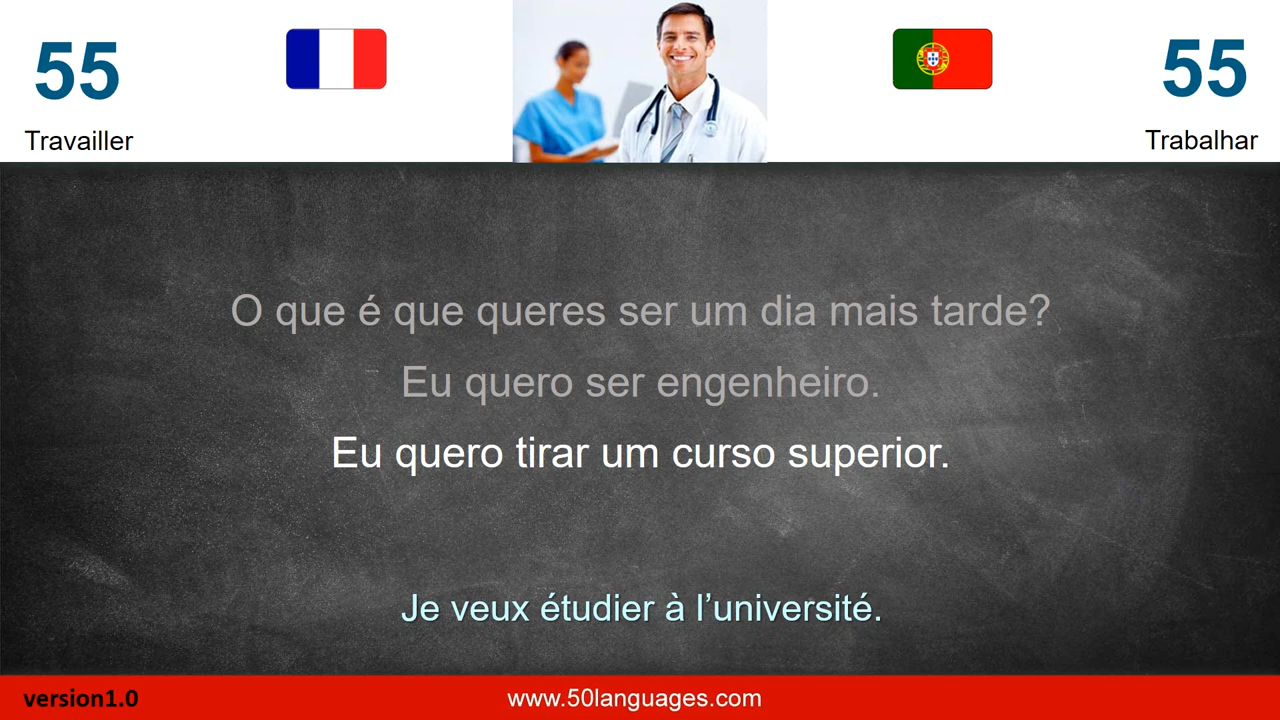 55
55
Travailler
Trabalhar
O que é que queres ser um dia mais tarde?
Eu quero ser engenheiro.
Eu quero tirar um curso superior.
Je veux étudier à l’université.
version1.0
www.50languages.com